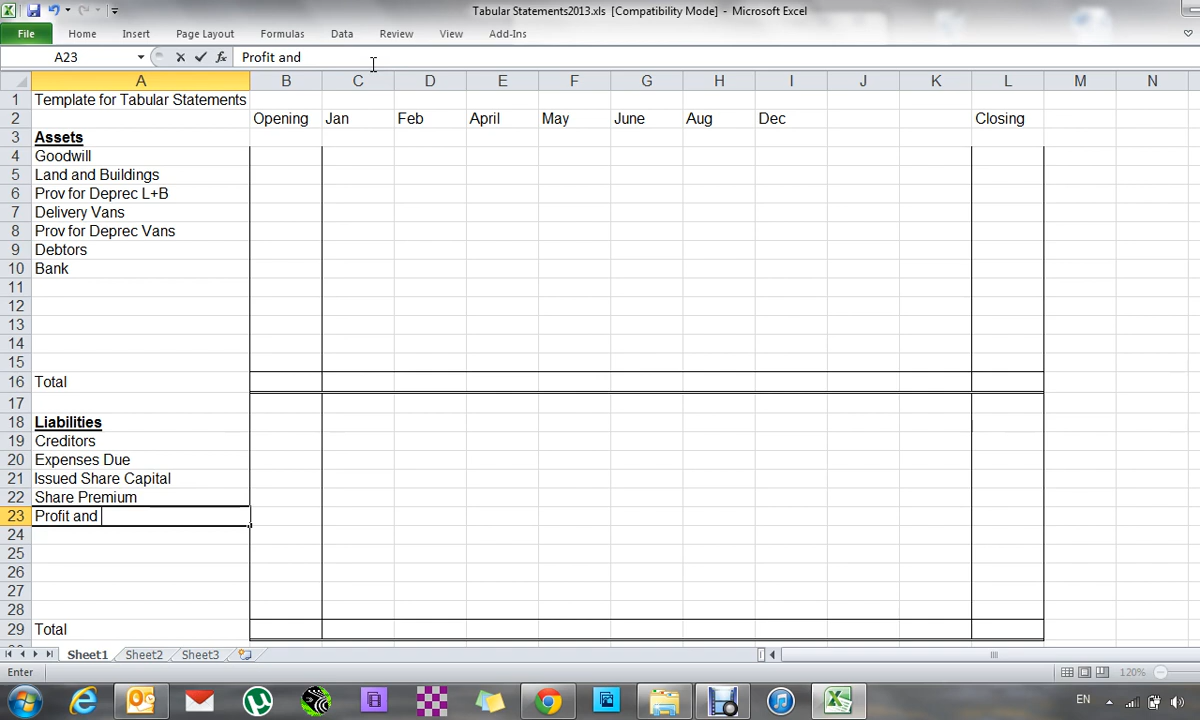 Tabular Statements2013.xls [Compatibility Mode] - Microsoft Excel
File Home Insert Page Layout Formulas Data Review View Add-Ins
A23 fx Profit and
A B C D E F G H I J K L M N
1 Template for Tabular Statements
2 Opening Jan Feb April May June Aug Dec Closing
3 Assets
4 Goodwill
5 Land and Buildings
6 Prov for Deprec L+B
7 Delivery Vans
8 Prov for Deprec Vans
9 Debtors
10 Bank
11
12
13
14
15
16 Total
17
18 Liabilities
19 Creditors
20 Expenses Due
21 Issued Share Capital
22 Share Premium
23 Profit and
24
25
26
27
28
29 Total
Sheet1 Sheet2 Sheet3
Enter 120%
EN